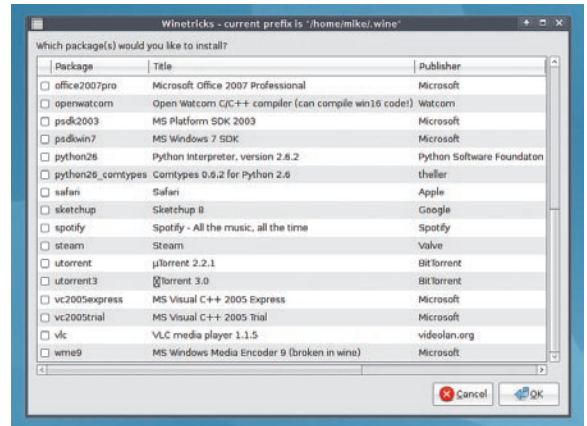 Winetricks - current prefix is "/home/mike/.wine"
Which package(s) would you like to install?
Package Title Publisher
office2007pro Microsoft Office 2007 Professional Microsoft
openwatcom Open Watcom C/C++ compiler (can compile win16 code!) Watcom
psdk2003 MS Platform SDK 2003 Microsoft
psdkwin7 MS Windows 7 SDK Microsoft
python26 Python Interpreter, version 2.6.2 Python Software Foundaton
python26_comtypes Comtypes 0.6.2 for Python 2.6 theller
safari Safari Apple
sketchup Sketchup 8 Google
spotify Spotify - All the music, all the time Spotify
steam Steam Valve
utorrent µTorrent 2.2.1 BitTorrent
utorrent3 Torrent 3.0 BitTorrent
vc2005express MS Visual C++ 2005 Express Microsoft
vc2005trial MS Visual C++ 2005 Trial Microsoft
vlc VLC media player 1.1.5 videolan.org
wme9 MS Windows Media Encoder 9 (broken in wine) Microsoft
Cancel OK